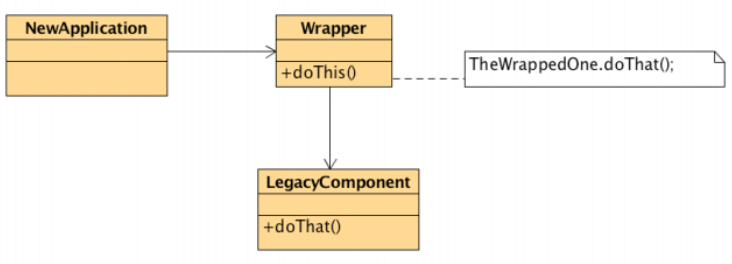 NewApplication
Wrapper
+doThis()
TheWrappedOne.doThat();
LegacyComponent
+doThat()